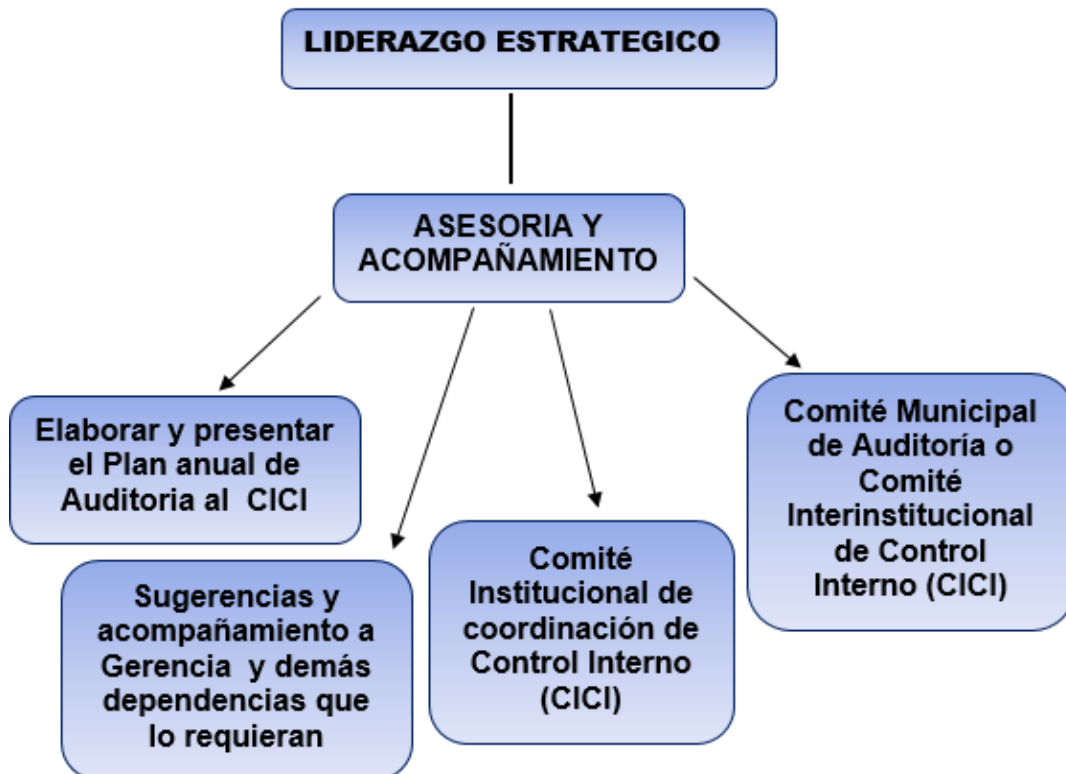 LIDERAZGO ESTRATEGICO
ASESORIA Y
ACOMPAÑAMIENTO
Elaborar y presentar
el Plan anual de
Auditoria al CICI
Sugerencias y
acompañamiento a
Gerencia y demás
dependencias que
lo requieran
Comité
Institucional de
coordinación de
Control Interno
(CICI)
Comité Municipal
de Auditoría o
Comité
Interinstitucional
de Control
Interno (CICI)